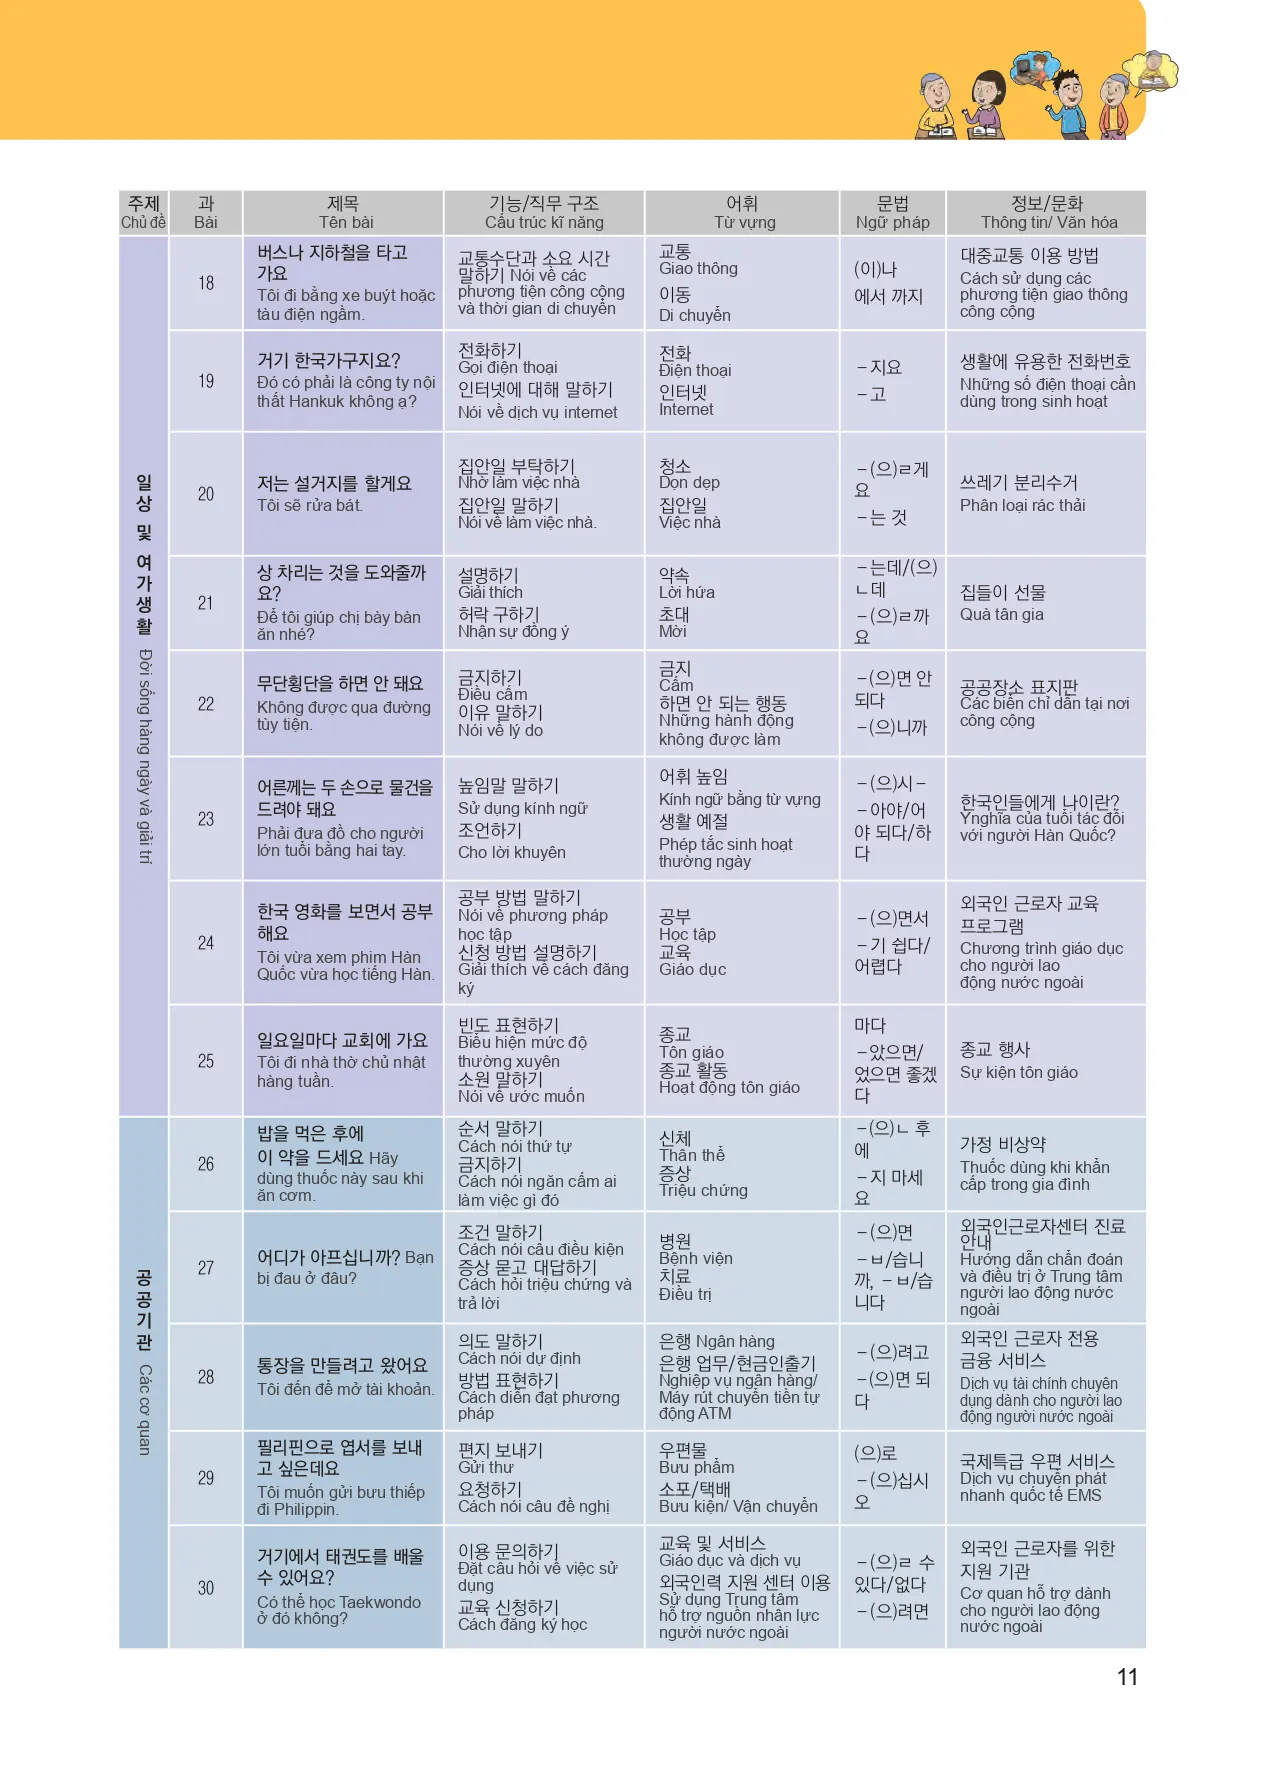 주제
Chủ đề
과
Bài
제목
Tên bài
기능/직무 구조
Cấu trúc kĩ năng
어휘
Từ vựng
문법
Ngữ pháp
정보/문화
Thông tin/ Văn hóa
일상 및 여가생활 Đời sống hàng ngày và giải trí
18
버스나 지하철을 타고
가요
Tôi đi bằng xe buýt hoặc
tàu điện ngầm.
교통수단과 소요 시간
말하기 Nói về các
phương tiện công cộng
và thời gian di chuyển
교통
Giao thông
이동
Di chuyển
(이)나
에서 까지
대중교통 이용 방법
Cách sử dụng các
phương tiện giao thông
công cộng
19
거기 한국가구지요?
Đó có phải là công ty nội
thất Hankuk không ạ?
전화하기
Gọi điện thoại
인터넷에 대해 말하기
Nói về dịch vụ internet
전화
Điện thoại
인터넷
Internet
－지요
－고
생활에 유용한 전화번호
Những số điện thoại cần
dùng trong sinh hoạt
20
저는 설거지를 할게요
Tôi sẽ rửa bát.
집안일 부탁하기
Nhờ làm việc nhà
집안일 말하기
Nói về làm việc nhà.
청소
Dọn dẹp
집안일
Việc nhà
－(으)ㄹ게
요
－는 것
쓰레기 분리수거
Phân loại rác thải
21
상 차리는 것을 도와줄까
요?
Để tôi giúp chị bày bàn
ăn nhé?
설명하기
Giải thích
허락 구하기
Nhận sự đồng ý
약속
Lời hứa
초대
Mời
－는데/(으)
ㄴ데
－(으)ㄹ까
요
집들이 선물
Quà tân gia
22
무단횡단을 하면 안 돼요
Không được qua đường
tùy tiện.
금지하기
Điều cấm
이유 말하기
Nói về lý do
금지
Cấm
하면 안 되는 행동
Những hành động
không được làm
－(으)면 안
되다
－(으)니까
공공장소 표지판
Các biển chỉ dẫn tại nơi
công cộng
23
어른께는 두 손으로 물건을
드려야 돼요
Phải đưa đồ cho người
lớn tuổi bằng hai tay.
높임말 말하기
Sử dụng kính ngữ
조언하기
Cho lời khuyên
어휘 높임
Kính ngữ bằng từ vựng
생활 예절
Phép tắc sinh hoạt
thường ngày
－(으)시－
－아야/어
야 되다/하
다
한국인들에게 나이란?
Ýnghĩa của tuổi tác đối
với người Hàn Quốc?
24
한국 영화를 보면서 공부
해요
Tôi vừa xem phim Hàn
Quốc vừa học tiếng Hàn.
공부 방법 말하기
Nói về phương pháp
học tập
신청 방법 설명하기
Giải thích về cách đăng
ký
공부
Học tập
교육
Giáo dục
－(으)면서
－기 쉽다/
어렵다
외국인 근로자 교육
프로그램
Chương trình giáo dục
cho người lao
động nước ngoài
25
일요일마다 교회에 가요
Tôi đi nhà thờ chủ nhật
hàng tuần.
빈도 표현하기
Biểu hiện mức độ
thường xuyên
소원 말하기
Nói về ước muốn
종교
Tôn giáo
종교 활동
Hoạt động tôn giáo
마다
－았으면/
었으면 좋겠
다
종교 행사
Sự kiện tôn giáo
공공기관 Các cơ quan
26
밥을 먹은 후에
이 약을 드세요 Hãy
dùng thuốc này sau khi
ăn cơm.
순서 말하기
Cách nói thứ tự
금지하기
Cách nói ngăn cấm ai
làm việc gì đó
신체
Thân thể
증상
Triệu chứng
－(으)ㄴ 후
에
－지 마세
요
가정 비상약
Thuốc dùng khi khẩn
cấp trong gia đình
27
어디가 아프십니까? Bạn
bị đau ở đâu?
조건 말하기
Cách nói câu điều kiện
증상 묻고 대답하기
Cách hỏi triệu chứng và
trả lời
병원
Bệnh viện
치료
Điều trị
－(으)면
－ㅂ/습니
까, －ㅂ/습
니다
외국인근로자센터 진료
안내
Hướng dẫn chẩn đoán
và điều trị ở Trung tâm
người lao động nước
ngoài
28
통장을 만들려고 왔어요
Tôi đến để mở tài khoản.
의도 말하기
Cách nói dự định
방법 표현하기
Cách diễn đạt phương
pháp
은행 Ngân hàng
은행 업무/현금인출기
Nghiệp vụ ngân hàng/
Máy rút chuyển tiền tự
động ATM
－(으)려고
－(으)면 되
다
외국인 근로자 전용
금융 서비스
Dịch vụ tài chính chuyên
dụng dành cho người lao
động người nước ngoài
29
필리핀으로 엽서를 보내
고 싶은데요
Tôi muốn gửi bưu thiếp
đi Philippin.
편지 보내기
Gửi thư
요청하기
Cách nói câu đề nghị
우편물
Bưu phẩm
소포/택배
Bưu kiện/ Vận chuyển
(으)로
－(으)십시
오
국제특급 우편 서비스
Dịch vụ chuyển phát
nhanh quốc tế EMS
30
거기에서 태권도를 배울
수 있어요?
Có thể học Taekwondo
ở đó không?
이용 문의하기
Đặt câu hỏi về việc sử
dụng
교육 신청하기
Cách đăng ký học
교육 및 서비스
Giáo dục và dịch vụ
외국인력 지원 센터 이용
Sử dụng Trung tâm
hỗ trợ nguồn nhân lực
người nước ngoài
－(으)ㄹ 수
있다/없다
－(으)려면
외국인 근로자를 위한
지원 기관
Cơ quan hỗ trợ dành
cho người lao động
nước ngoài
11